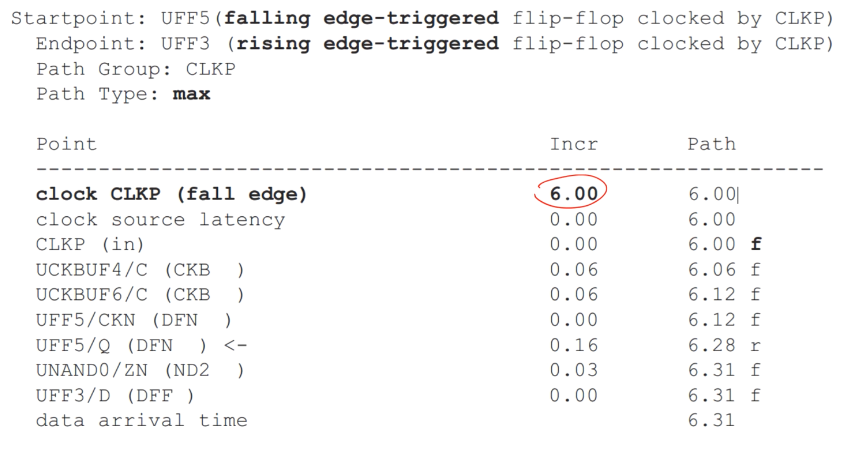 Startpoint: UFF5(falling edge-triggered flip-flop clocked by CLKP)
Endpoint: UFF3 (rising edge-triggered flip-flop clocked by CLKP)
Path Group: CLKP
Path Type: max
Point Incr Path
----------------------------------------------------------------
clock CLKP (fall edge) 6.00 6.00
clock source latency 0.00 6.00
CLKP (in) 0.00 6.00 f
UCKBUF4/C (CKB ) 0.06 6.06 f
UCKBUF6/C (CKB ) 0.06 6.12 f
UFF5/CKN (DFN ) 0.00 6.12 f
UFF5/Q (DFN ) <- 0.16 6.28 r
UNAND0/ZN (ND2 ) 0.03 6.31 f
UFF3/D (DFF ) 0.00 6.31 f
data arrival time 6.31